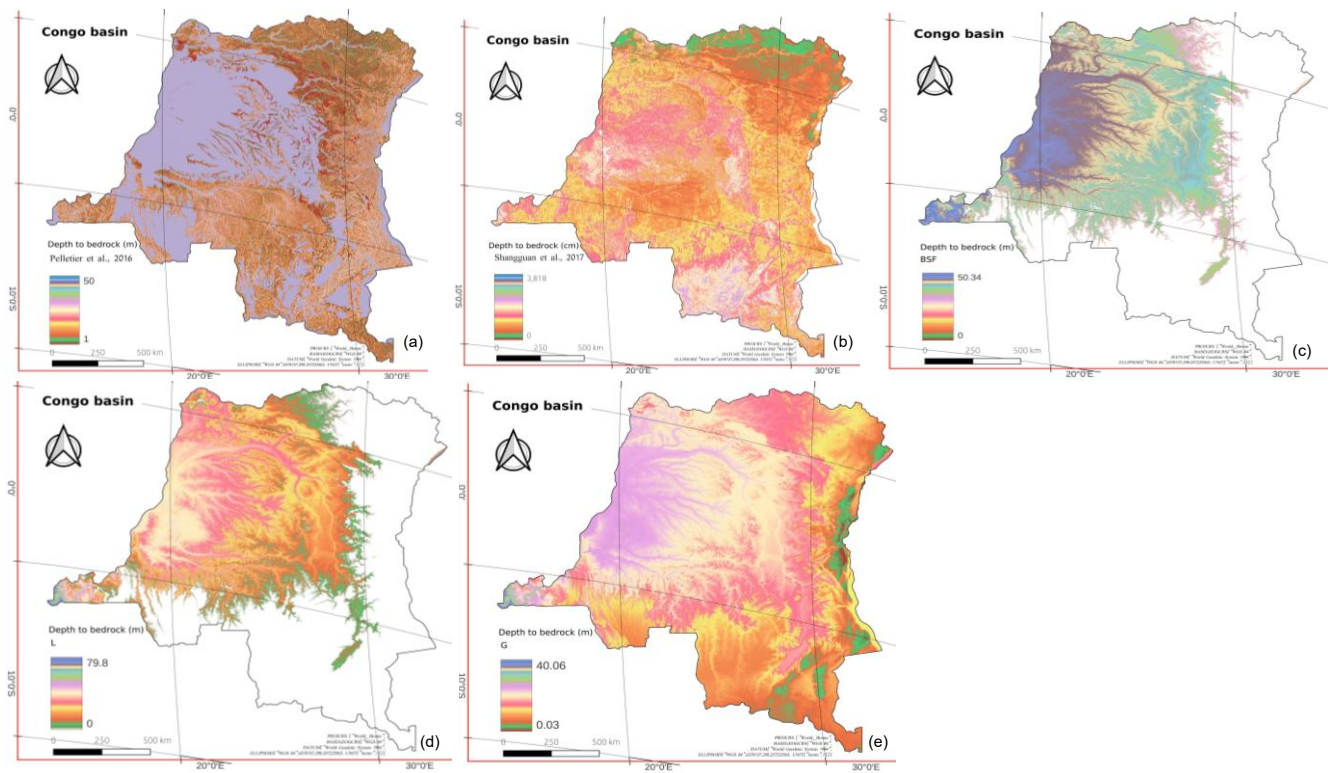 Congo basin
0°0'
10°0'S
Depth to bedrock (m)
Pelletier et al., 2016
50
1
0 250 500 km
20°0'E
30°0'E
(a)
Congo basin
0°0'
10°0'S
Depth to bedrock (cm)
Shangguan et al., 2017
3,818
0
0 250 500 km
20°0'E
30°0'E
(b)
Congo basin
0°0'
10°0'S
Depth to bedrock (m)
BSF
50.34
0
0 250 500 km
20°0'E
30°0'E
(c)
Congo basin
0°0'
10°0'S
Depth to bedrock (m)
L
79.8
0
0 250 500 km
20°0'E
30°0'E
(d)
Congo basin
0°0'
10°0'S
Depth to bedrock (m)
G
40.06
0.03
0 250 500 km
20°0'E
30°0'E
(e)